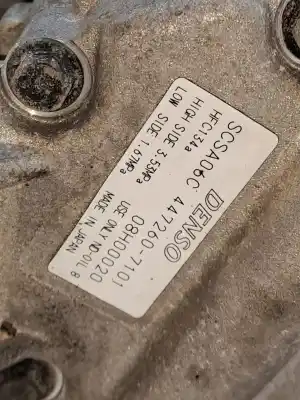 SCSA06C 447260-7101
HFC134a
HIGH SIDE 3.53MPa
LOW SIDE 1.67MPa
DENSO
08H00020
USE ONLY ND-OIL 8
MADE IN JAPAN